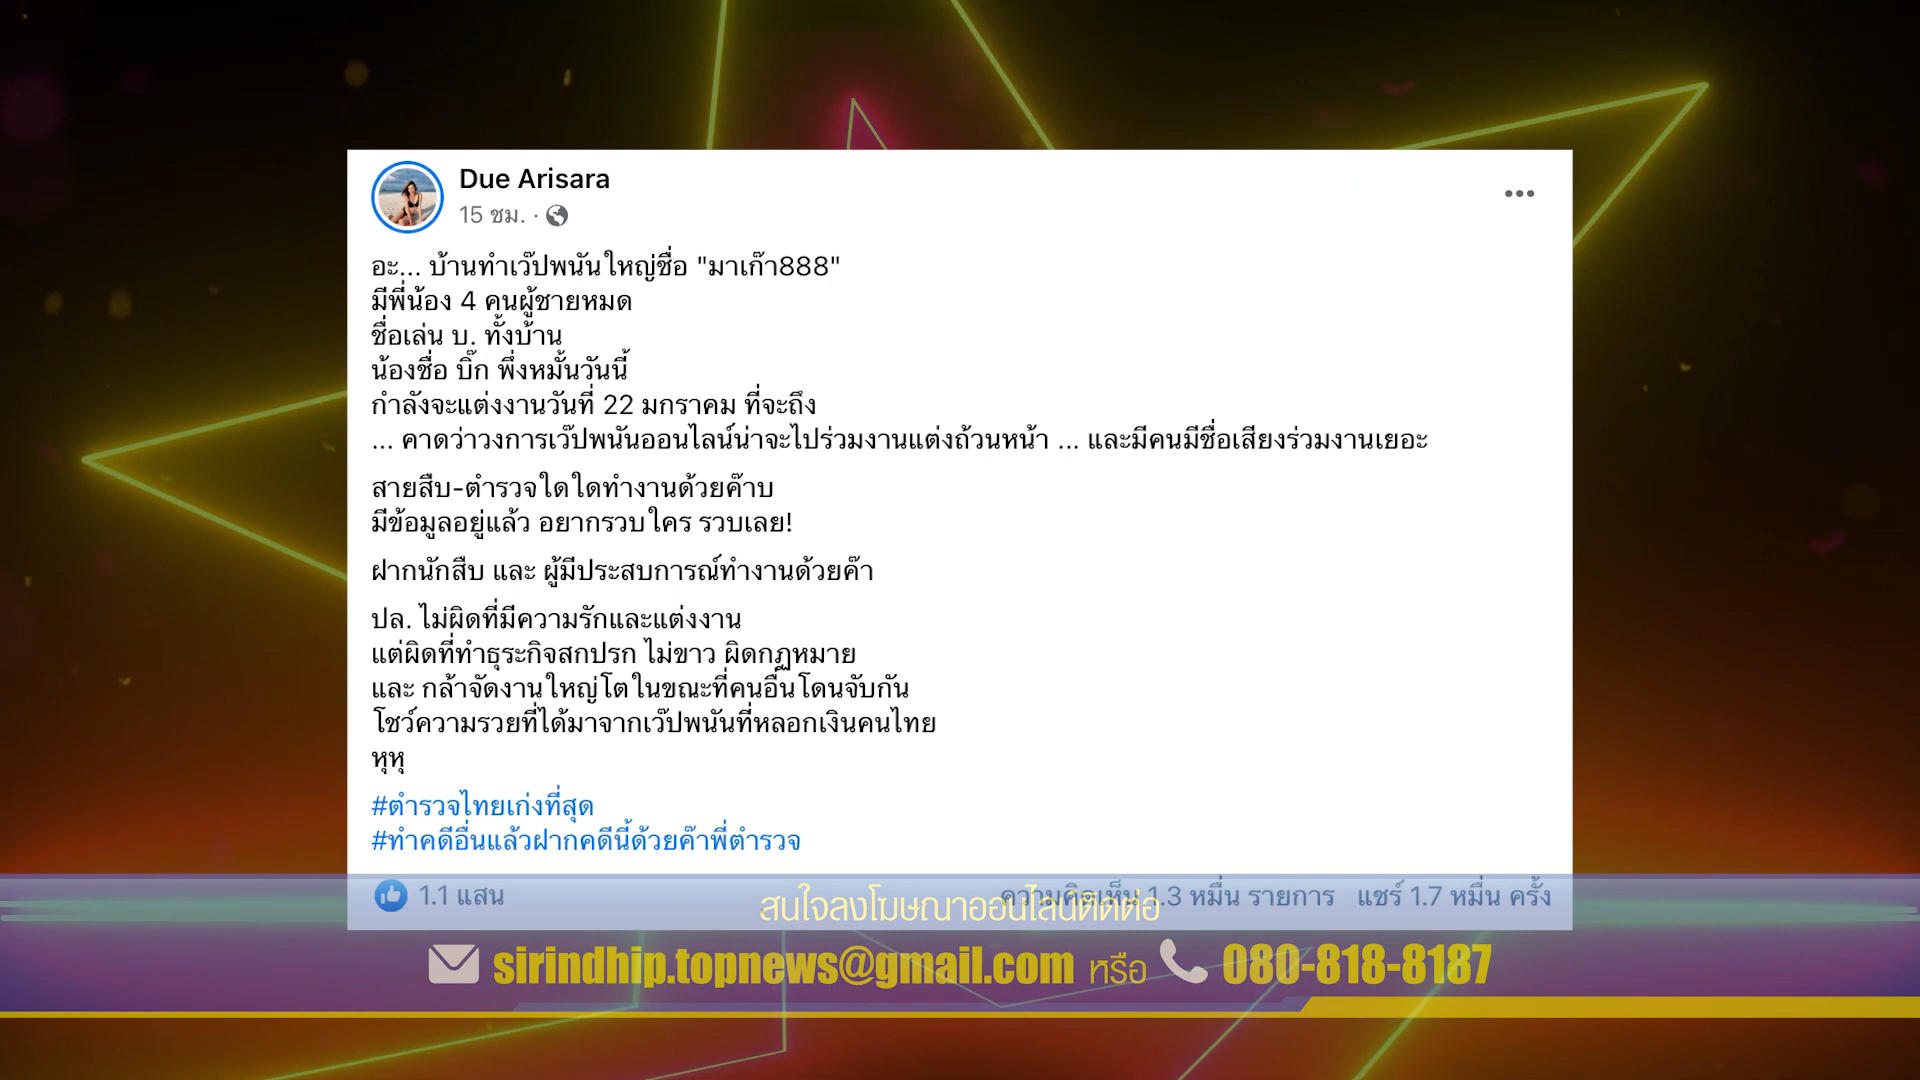 Due Arisara
15 ชม. ·
อะ... บ้านทำเว๊ปพนันใหญ่ชื่อ "มาเก๊า888"
มีพี่น้อง 4 คนผู้ชายหมด
ชื่อเล่น บ. ทั้งบ้าน
น้องชื่อ บิ๊ก พึ่งหมั้นวันนี้
กำลังจะแต่งงานวันที่ 22 มกราคม ที่จะถึง
... คาดว่าวงการเว๊ปพนันออนไลน์น่าจะไปร่วมงานแต่งถ้วนหน้า ... และมีคนมีชื่อเสียงร่วมงานเยอะ
สายสืบ-ตำรวจใดใดทำงานด้วยค๊าบ
มีข้อมูลอยู่แล้ว อยากรวบใคร รวบเลย!
ฝากนักสืบ และ ผู้มีประสบการณ์ทำงานด้วยค๊า
ปล. ไม่ผิดที่มีความรักและแต่งงาน
แต่ผิดที่ทำธุระกิจสกปรก ไม่ขาว ผิดกฏหมาย
และ กล้าจัดงานใหญ่โตในขณะที่คนอื่นโดนจับกัน
โชว์ความรวยที่ได้มาจากเว๊ปพนันที่หลอกเงินคนไทย
หุหุ
#ตำรวจไทยเก่งที่สุด
#ทำคดีอื่นแล้วฝากคดีนี้ด้วยค๊าพี่ตำรวจ
1.1 แสน ความคิดเห็น 1.3 หมื่น รายการ แชร์ 1.7 หมื่น ครั้ง
สนใจลงโฆษณาออนไลน์ติดต่อ
sirindhip.topnews@gmail.com หรือ 080-818-8187